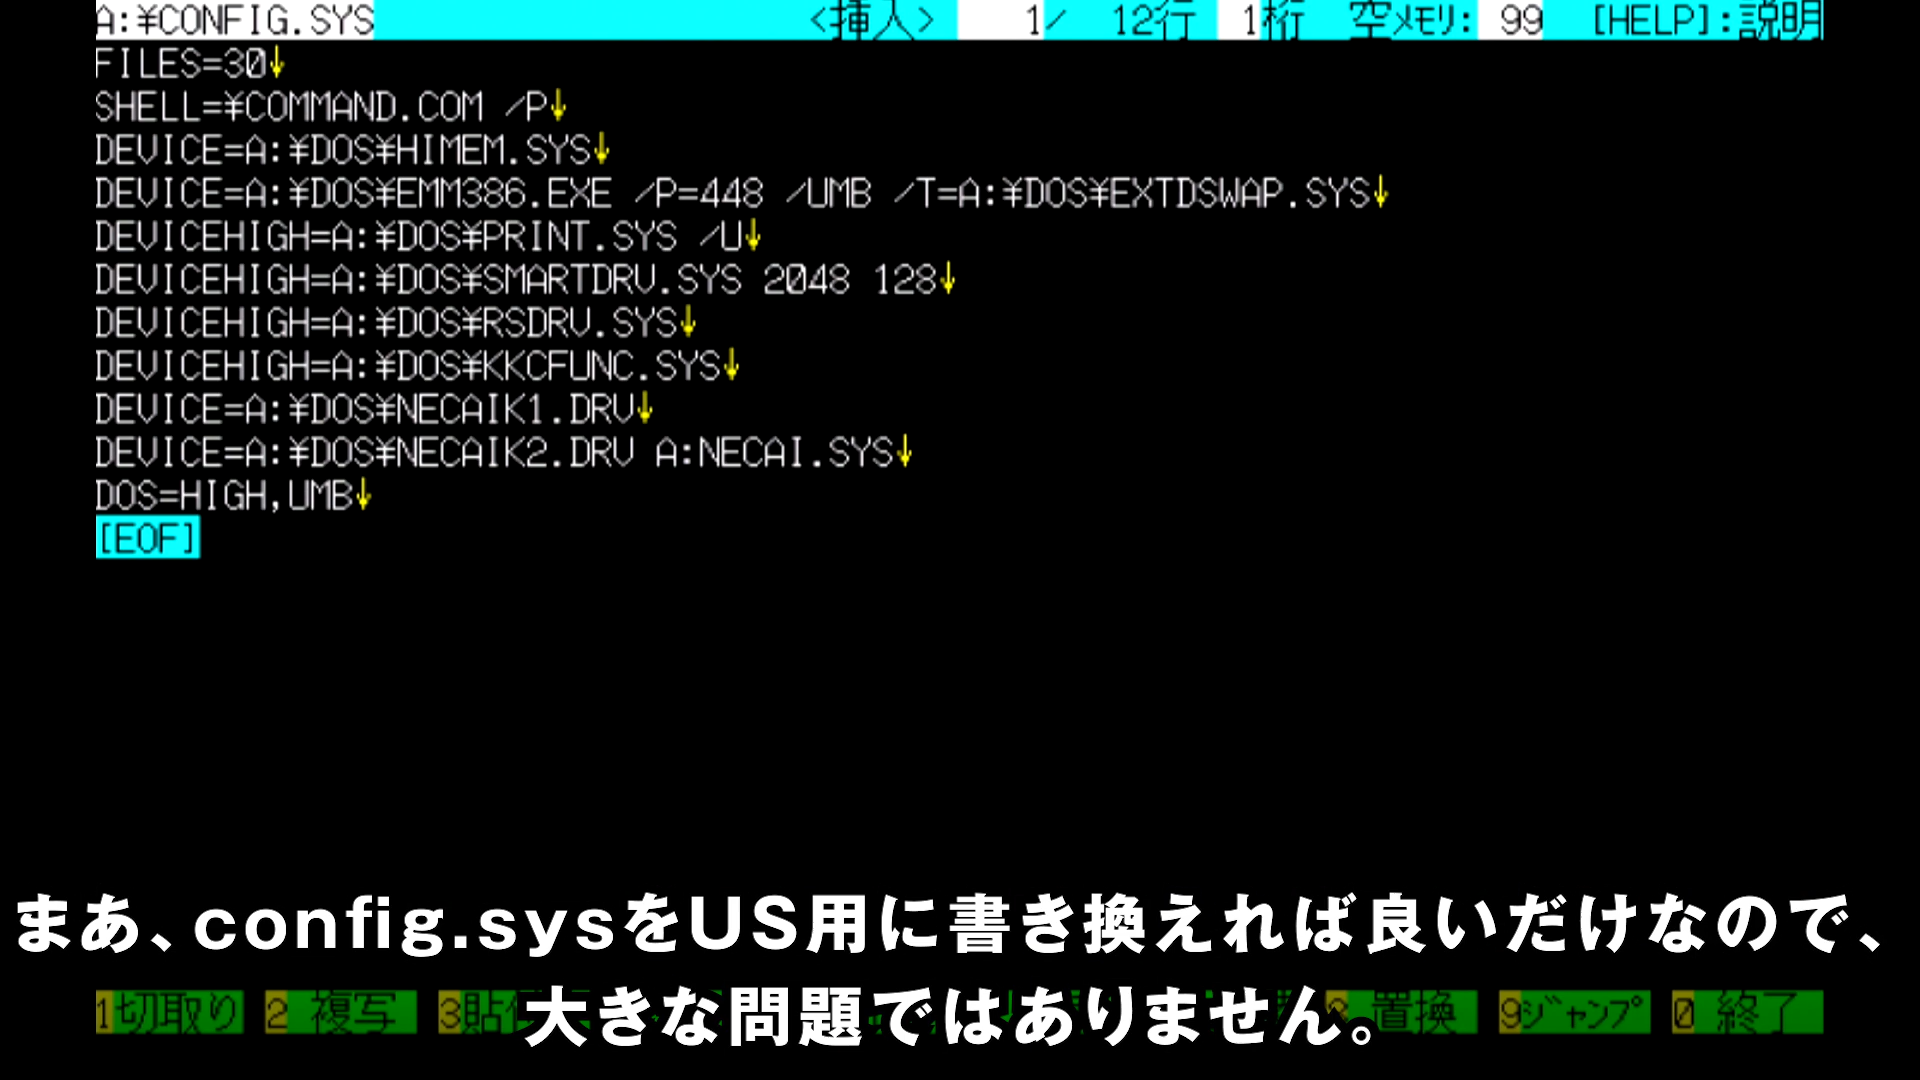 A:¥CONFIG.SYS <挿入> 1/ 12行 1桁 空ﾒﾓﾘ: 99 [HELP]:説明
FILES=30↓
SHELL=¥COMMAND.COM /P↓
DEVICE=A:¥DOS¥HIMEM.SYS↓
DEVICE=A:¥DOS¥EMM386.EXE /P=448 /UMB /T=A:¥DOS¥EXTDSWAP.SYS↓
DEVICEHIGH=A:¥DOS¥PRINT.SYS /U↓
DEVICEHIGH=A:¥DOS¥SMARTDRV.SYS 2048 128↓
DEVICEHIGH=A:¥DOS¥RSDRV.SYS↓
DEVICEHIGH=A:¥DOS¥KKCFUNC.SYS↓
DEVICE=A:¥DOS¥NECAIK1.DRV↓
DEVICE=A:¥DOS¥NECAIK2.DRV A:NECAI.SYS↓
DOS=HIGH,UMB↓
[EOF]
まあ、config.sysをUS用に書き換えれば良いだけなので、
大きな問題ではありません。
1切取り 2 複写 3貼 置換 9ｼﾞｬﾝﾌﾟ 0 終了